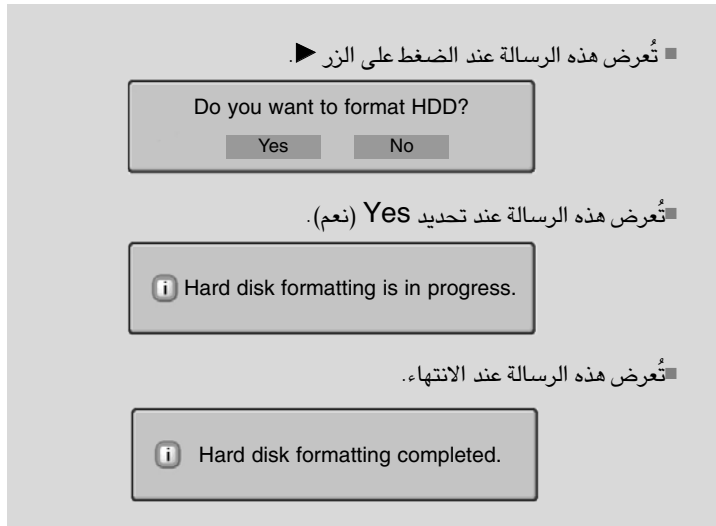 ■ تُعرض هذه الرسالة عند الضغط على الزر ►.
Do you want to format HDD?
Yes No
■تُعرض هذه الرسالة عند تحديد Yes (نعم).
i Hard disk formatting is in progress.
■تُعرض هذه الرسالة عند الانتهاء.
i Hard disk formatting completed.